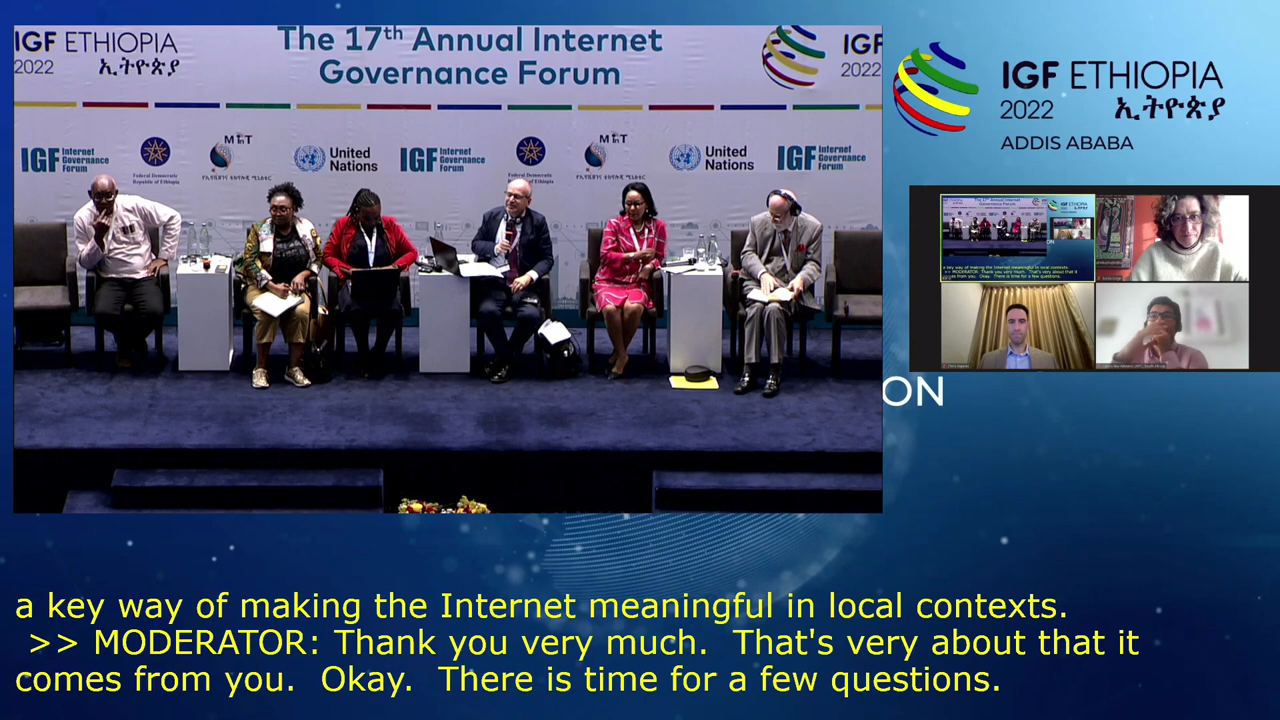 IGF ETHIOPIA
2022 ኢትዮጵያ
The 17th Annual Internet
Governance Forum
IGF
2022
IGF Internet Governance Forum
Federal Democratic
Republic of Ethiopia
United
Nations
IGF Internet Governance Forum
Federal Democratic
Republic of Ethiopia
United
Nations
IGF Internet Governance Forum
IGF ETHIOPIA
2022 ኢትዮጵያ
ADDIS ABABA
ON
a key way of making the Internet meaningful in local contexts.
>> MODERATOR: Thank you very much. That's very about that it
comes from you. Okay. There is time for a few questions.